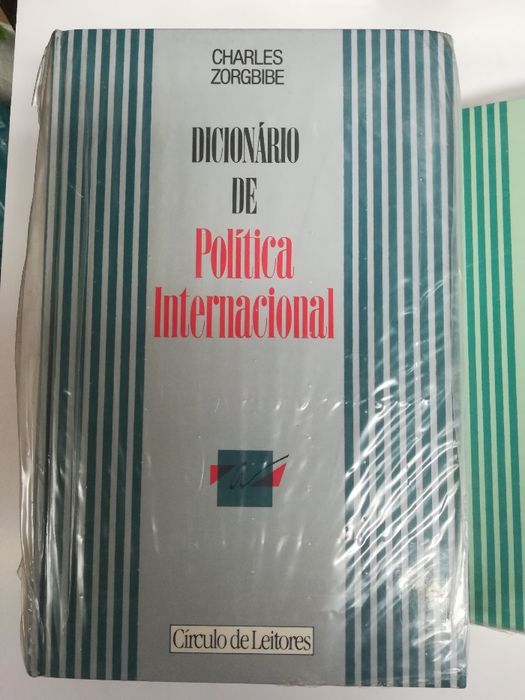 CHARLES
ZORGBIBE
DICIONÁRIO
DE
Política
Internacional
Círculo de Leitores